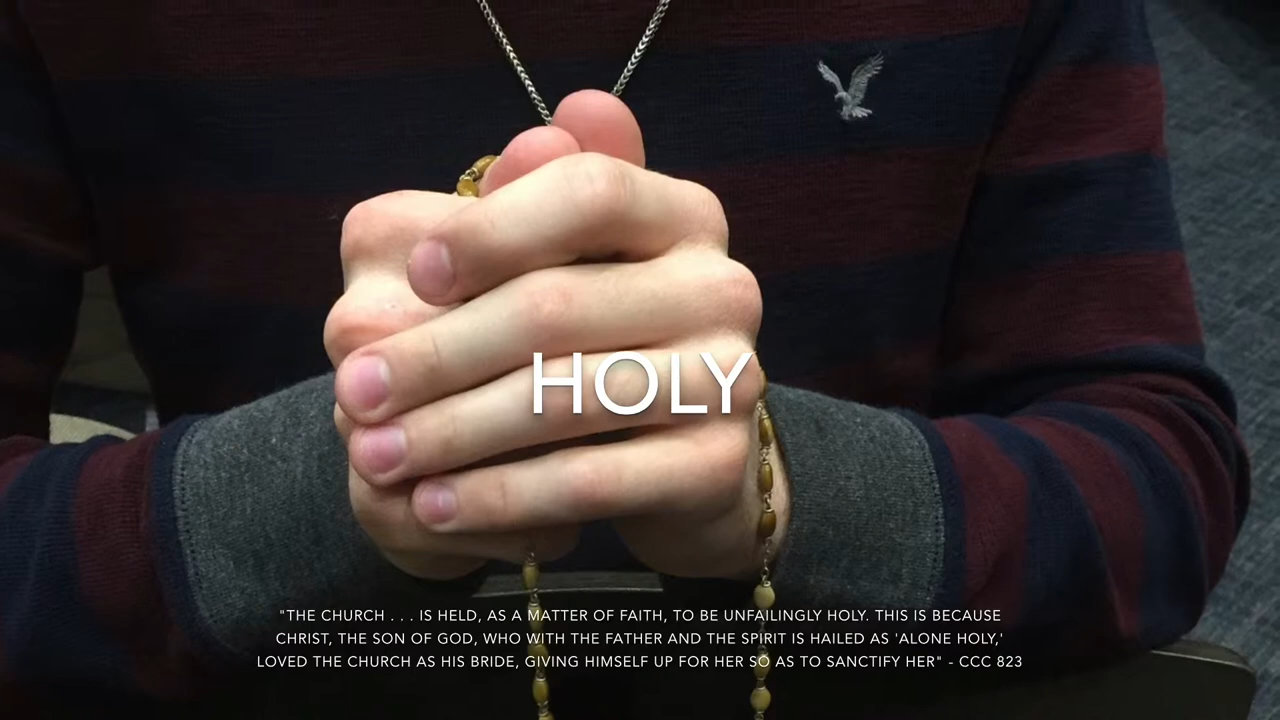 HOLY
"THE CHURCH . . . IS HELD, AS A MATTER OF FAITH, TO BE UNFAILINGLY HOLY. THIS IS BECAUSE
CHRIST, THE SON OF GOD, WHO WITH THE FATHER AND THE SPIRIT IS HAILED AS 'ALONE HOLY,'
LOVED THE CHURCH AS HIS BRIDE, GIVING HIMSELF UP FOR HER SO AS TO SANCTIFY HER" - CCC 823